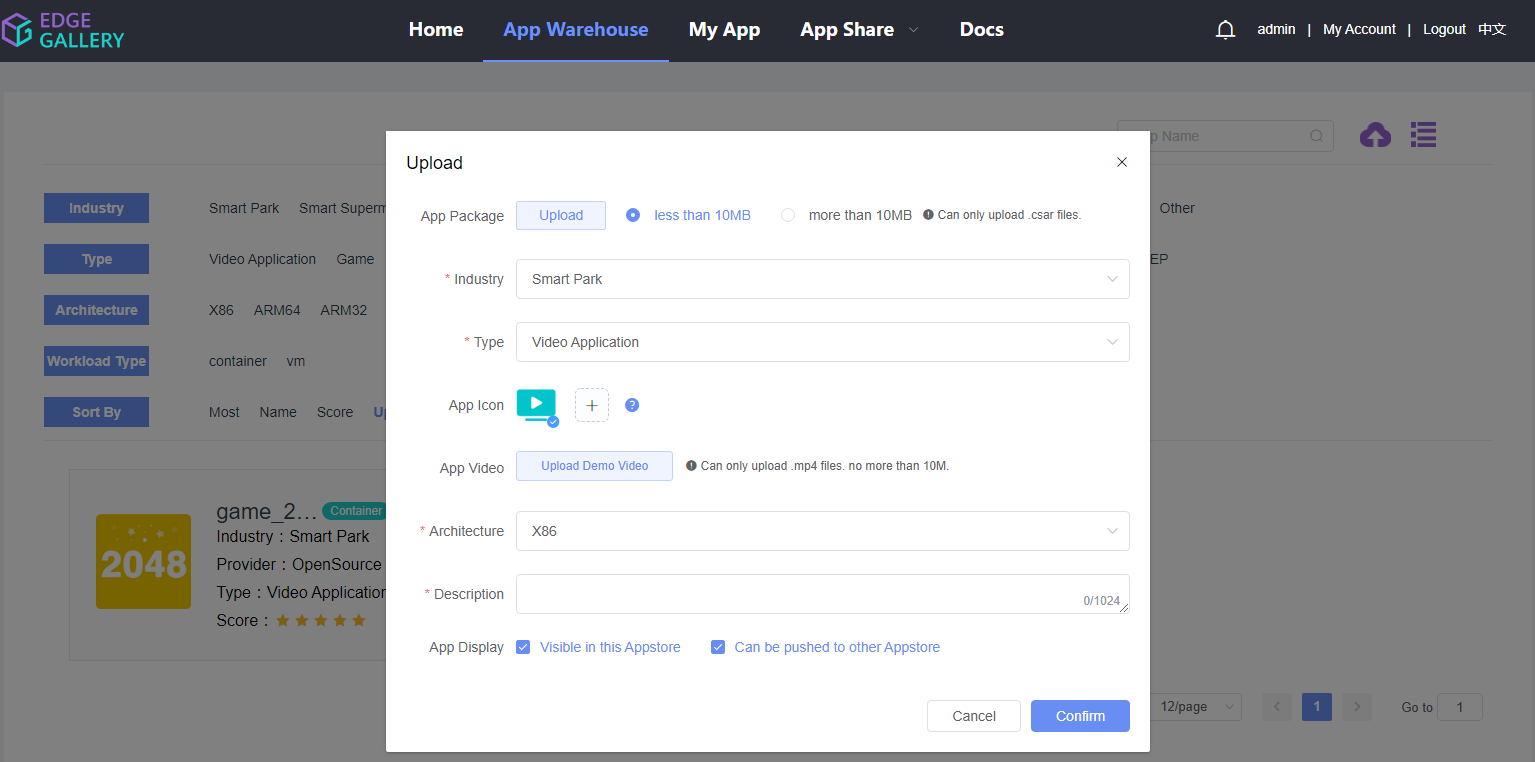 EDGE GALLERY
Home App Warehouse My App App Share Docs
admin | My Account | Logout 中文
Name
Upload
App Package Upload less than 10MB more than 10MB Can only upload .csar files.
* Industry Smart Park
* Type Video Application
App Icon + ?
App Video Upload Demo Video Can only upload .mp4 files. no more than 10M.
* Architecture X86
* Description
0/1024
App Display Visible in this Appstore Can be pushed to other Appstore
Cancel Confirm
Industry Smart Park Smart Other
Type Video Application Game
Architecture X86 ARM64 ARM32
Workload Type container vm
Sort By Most Name Score
2048
game_2... Container
Industry：Smart Park
Provider：OpenSource
Type：Video Application
Score：
12/page 1 Go to 1